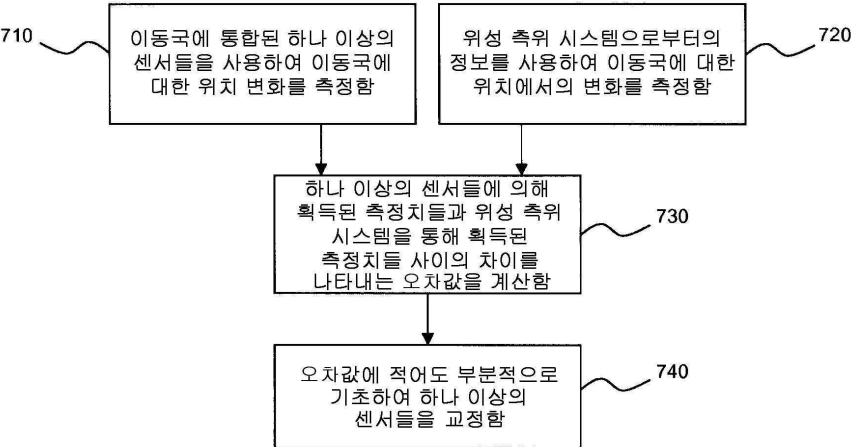 710
이동국에 통합된 하나 이상의
센서들을 사용하여 이동국에
대한 위치 변화를 측정함
위성 측위 시스템으로부터의
정보를 사용하여 이동국에 대한
위치에서의 변화를 측정함
720
하나 이상의 센서들에 의해
획득된 측정치들과 위성 측위
시스템을 통해 획득된
측정치들 사이의 차이를
나타내는 오차값을 계산함
730
오차값에 적어도 부분적으로
기초하여 하나 이상의
센서들을 교정함
740